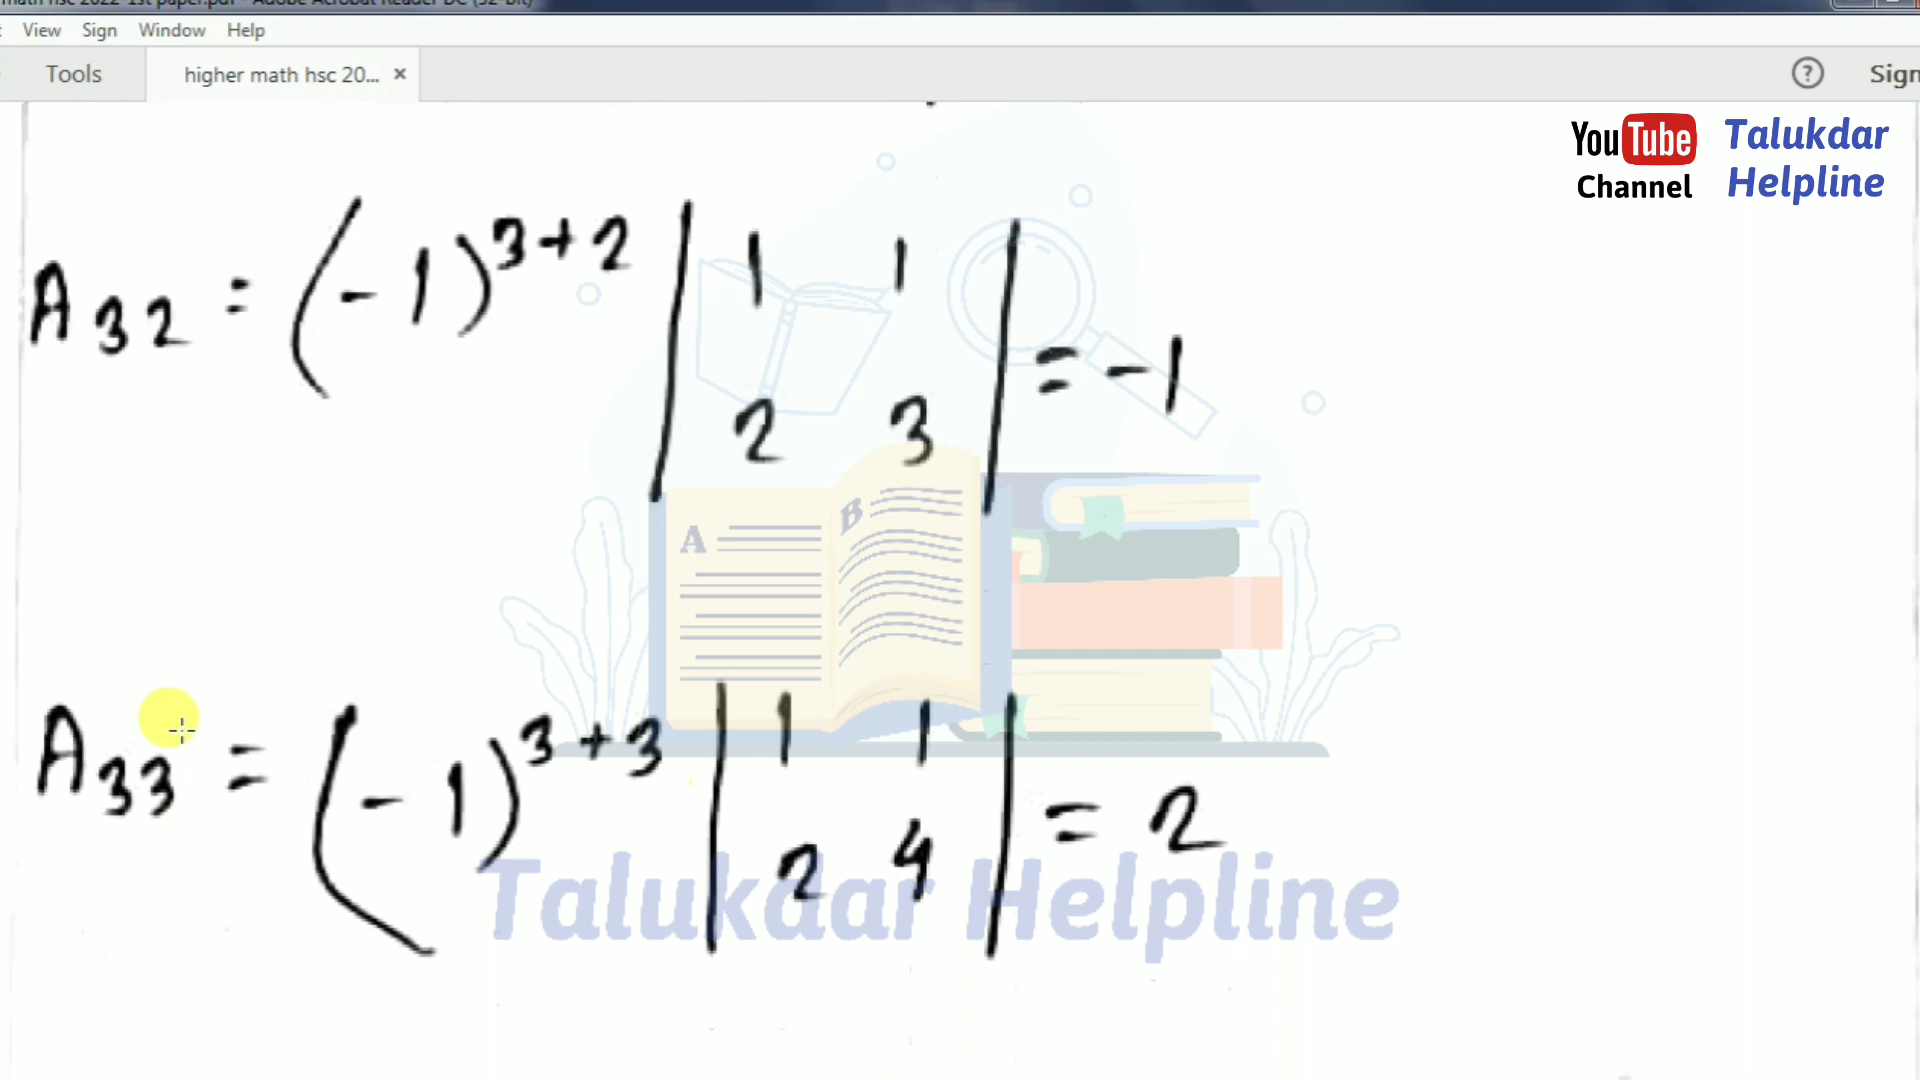 View Sign Window Help
Tools higher math hsc 20... × ? Sign
YouTube Channel
Talukdar Helpline
A32 = (-1)^3+2 | 1 1
2 3 | = -1
A B
A33 = (-1)^3+3 | 1 1
2 4 | = 2
Talukdar Helpline